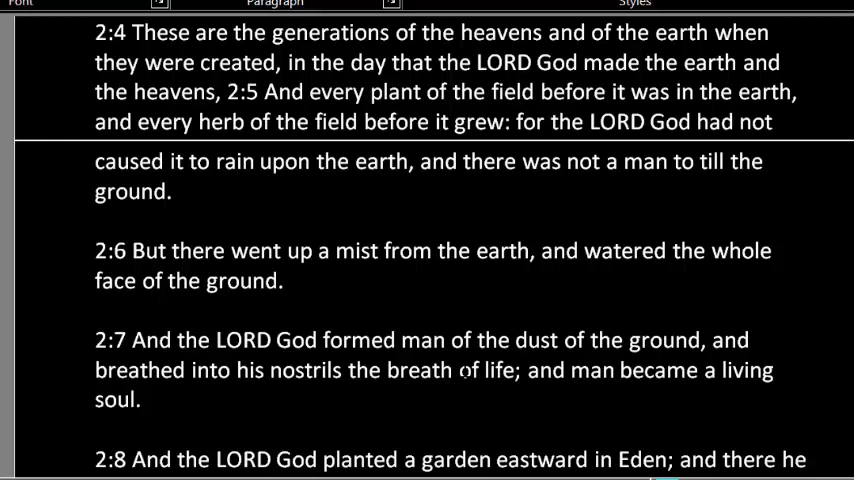 Font Paragraph Styles
2:4 These are the generations of the heavens and of the earth when
they were created, in the day that the LORD God made the earth and
the heavens, 2:5 And every plant of the field before it was in the earth,
and every herb of the field before it grew: for the LORD God had not
caused it to rain upon the earth, and there was not a man to till the
ground.
2:6 But there went up a mist from the earth, and watered the whole
face of the ground.
2:7 And the LORD God formed man of the dust of the ground, and
breathed into his nostrils the breath of life; and man became a living
soul.
2:8 And the LORD God planted a garden eastward in Eden; and there he